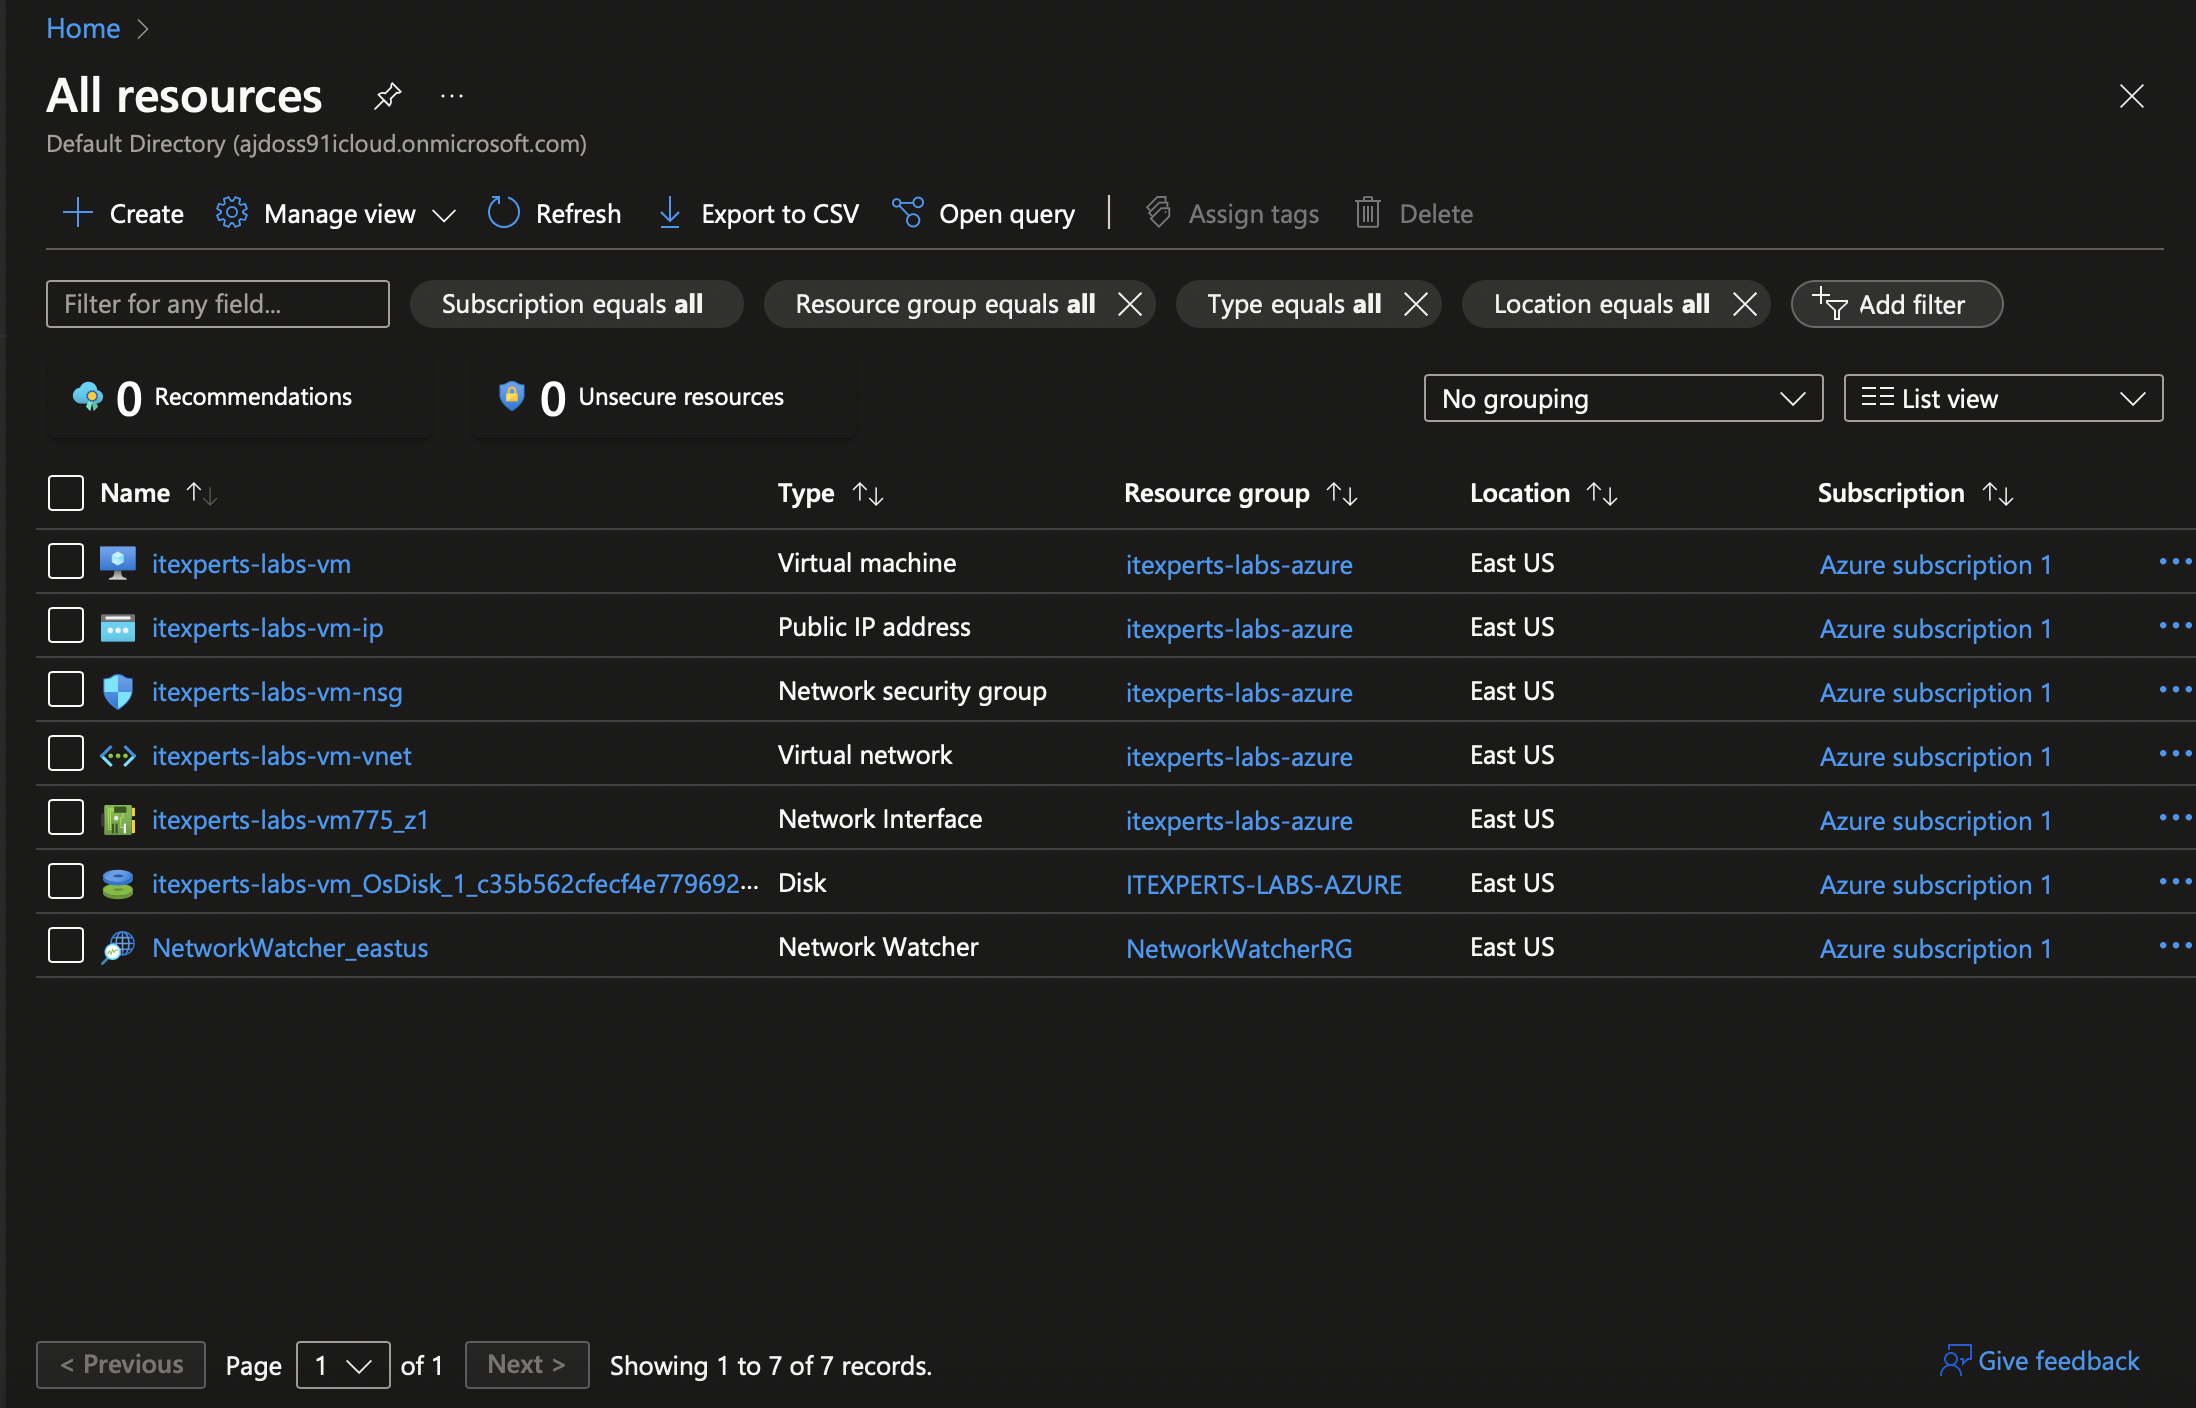 Home
All resources
Default Directory (ajdoss91icloud.onmicrosoft.com)
Create Manage view Refresh Export to CSV Open query Assign tags Delete
Filter for any field... Subscription equals all Resource group equals all Type equals all Location equals all Add filter
0 Recommendations 0 Unsecure resources No grouping List view
Name Type Resource group Location Subscription
itexperts-labs-vm Virtual machine itexperts-labs-azure East US Azure subscription 1
itexperts-labs-vm-ip Public IP address itexperts-labs-azure East US Azure subscription 1
itexperts-labs-vm-nsg Network security group itexperts-labs-azure East US Azure subscription 1
itexperts-labs-vm-vnet Virtual network itexperts-labs-azure East US Azure subscription 1
itexperts-labs-vm775_z1 Network Interface itexperts-labs-azure East US Azure subscription 1
itexperts-labs-vm_OsDisk_1_c35b562cfecf4e779692... Disk ITEXPERTS-LABS-AZURE East US Azure subscription 1
NetworkWatcher_eastus Network Watcher NetworkWatcherRG East US Azure subscription 1
< Previous Page 1 of 1 Next > Showing 1 to 7 of 7 records. Give feedback